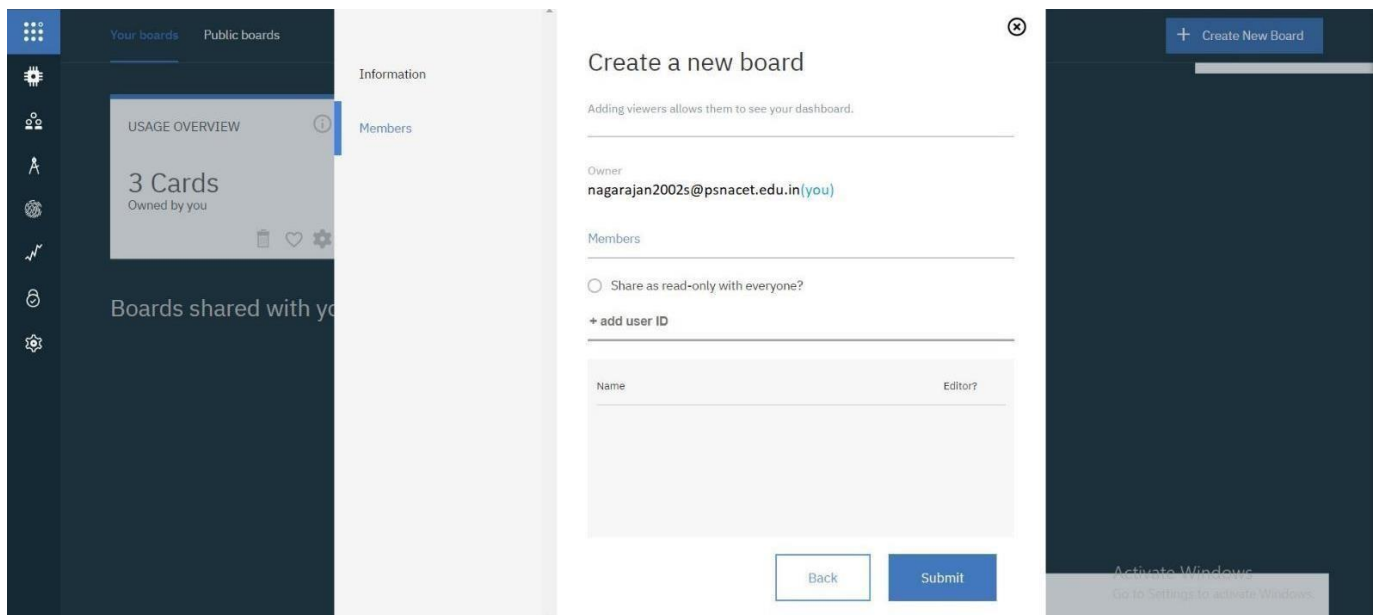 Your boards Public boards
USAGE OVERVIEW
3 Cards
Owned by you
Boards shared with yo
Information
Members
Create a new board
Adding viewers allows them to see your dashboard.
Owner
nagarajan2002s@psnacet.edu.in(you)
Members
Share as read-only with everyone?
+ add user ID
Name Editor?
Back Submit
+ Create New Board
Activate Windows
Go to Settings to activate Windows.